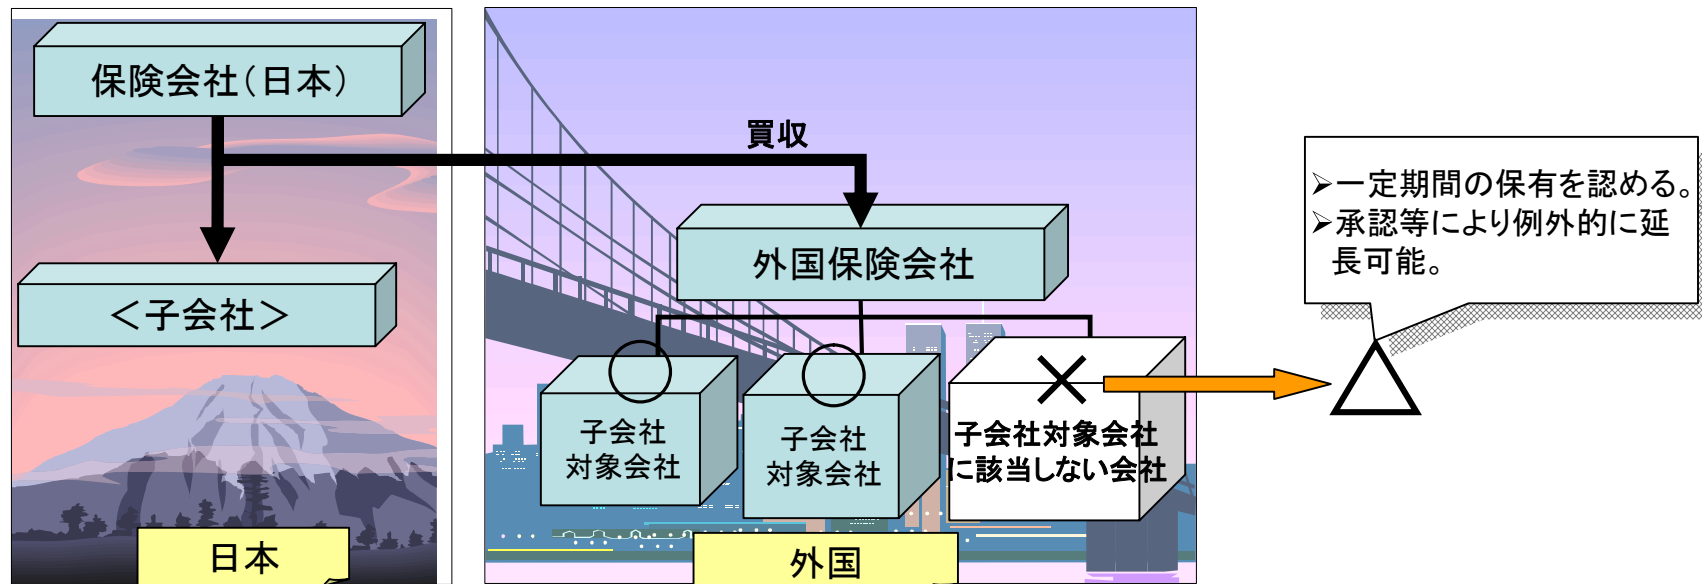 保険会社(日本)
＜子会社＞
日本
買収
外国保険会社
子会社
対象会社
子会社
対象会社
子会社対象会社
に該当しない会社
外国
➢一定期間の保有を認める。
➢承認等により例外的に延
長可能。